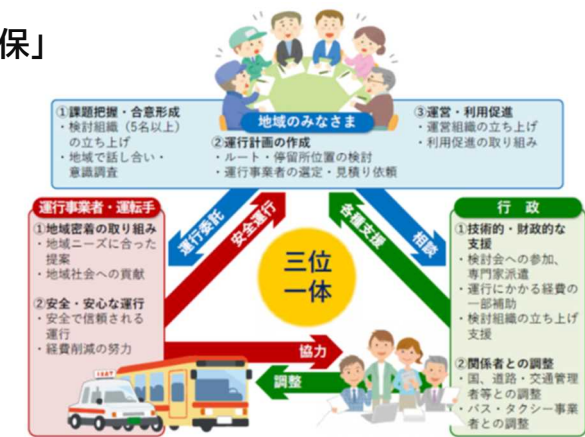 保」
①課題把握・合意形成
・検討組織（5名以上）
の立ち上げ
・地域で話し合い・
意識調査
地域のみなさま
②運行計画の作成
・ルート・停留所位置の検討
・運行事業者の選定・見積り依頼
③運営・利用促進
・運営組織の立ち上げ
・利用促進の取り組み
運行事業者・運転手
①地域密着の取り組み
・地域ニーズに合った
提案
・地域社会への貢献
②安全・安心な運行
・安全で信頼される
運行
・経費削減の努力
運行委託
安全運行
三位
一体
各種支援
相談
協力
調整
行 政
①技術的・財政的な
支援
・検討会への参加、
専門家派遣
・運行にかかる経費の
一部補助
・検討組織の立ち上げ
支援
②関係者との調整
・国、道路・交通管理
者等との調整
・バス・タクシー事業
者との調整